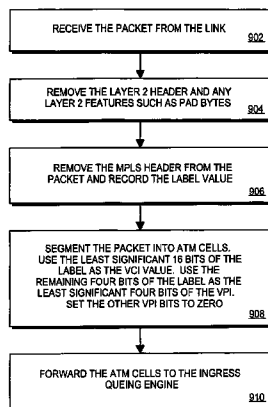 RECEIVE THE PACKET FROM THE LINK
902
REMOVE THE LAYER 2 HEADER AND ANY
LAYER 2 FEATURES SUCH AS PAD BYTES
904
REMOVE THE MPLS HEADER FROM THE
PACKET AND RECORD THE LABEL VALUE
906
SEGMENT THE PACKET INTO ATM CELLS.
USE THE LEAST SIGNIFICANT 16 BITS OF THE
LABEL AS THE VCI VALUE. USE THE
REMAINING FOUR BITS OF THE LABEL AS THE
LEAST SIGNIFICANT FOUR BITS OF THE VPI.
SET THE OTHER VPI BITS TO ZERO
908
FORWARD THE ATM CELLS TO THE INGRESS
QUEING ENGINE
910